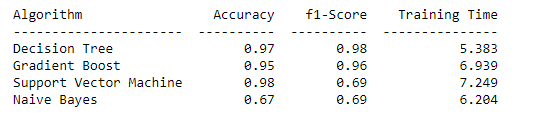 Algorithm Accuracy f1-Score Training Time
---------------------- ---------- ---------- ---------------
Decision Tree 0.97 0.98 5.383
Gradient Boost 0.95 0.96 6.939
Support Vector Machine 0.98 0.69 7.249
Naive Bayes 0.67 0.69 6.204